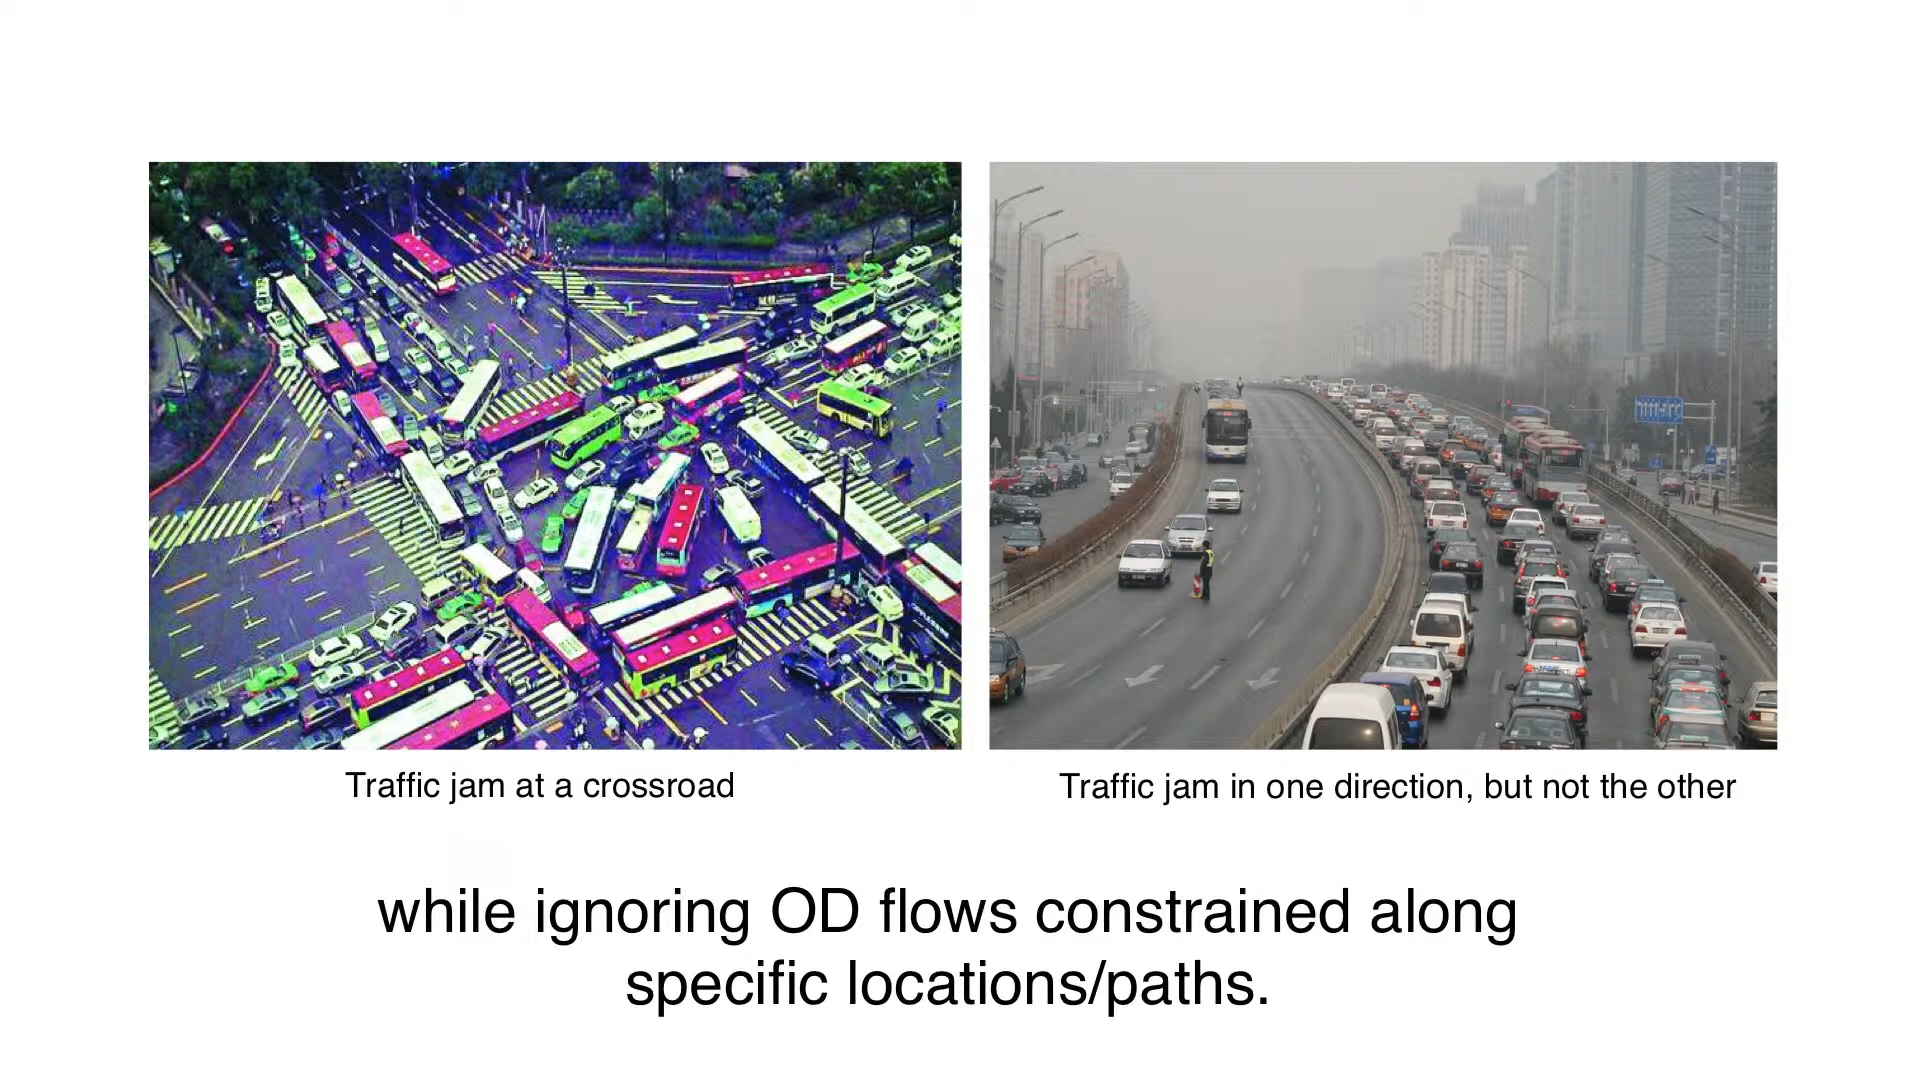 Traffic jam at a crossroad
Traffic jam in one direction, but not the other
while ignoring OD flows constrained along
specific locations/paths.